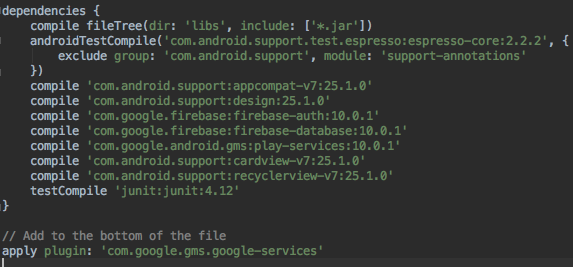 dependencies {
    compile fileTree(dir: 'libs', include: ['*.jar'])
    androidTestCompile('com.android.support.test.espresso:espresso-core:2.2.2', {
        exclude group: 'com.android.support', module: 'support-annotations'
    })
    compile 'com.android.support:appcompat-v7:25.1.0'
    compile 'com.android.support:design:25.1.0'
    compile 'com.google.firebase:firebase-auth:10.0.1'
    compile 'com.google.firebase:firebase-database:10.0.1'
    compile 'com.google.android.gms:play-services:10.0.1'
    compile 'com.android.support:cardview-v7:25.1.0'
    compile 'com.android.support:recyclerview-v7:25.1.0'
    testCompile 'junit:junit:4.12'
}
// Add to the bottom of the file
apply plugin: 'com.google.gms.google-services'